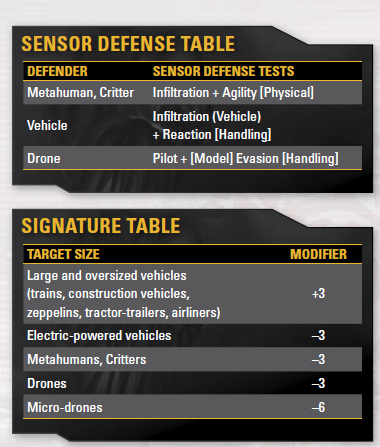 SENSOR DEFENSE TABLE
DEFENDER SENSOR DEFENSE TESTS
Metahuman, Critter Infiltration + Agility [Physical]
Vehicle Infiltration (Vehicle)
+ Reaction [Handling]
Drone Pilot + [Model] Evasion [Handling]
SIGNATURE TABLE
TARGET SIZE MODIFIER
Large and oversized vehicles
(trains, construction vehicles, +3
zeppelins, tractor-trailers, airliners)
Electric-powered vehicles –3
Metahumans, Critters –3
Drones –3
Micro-drones –6